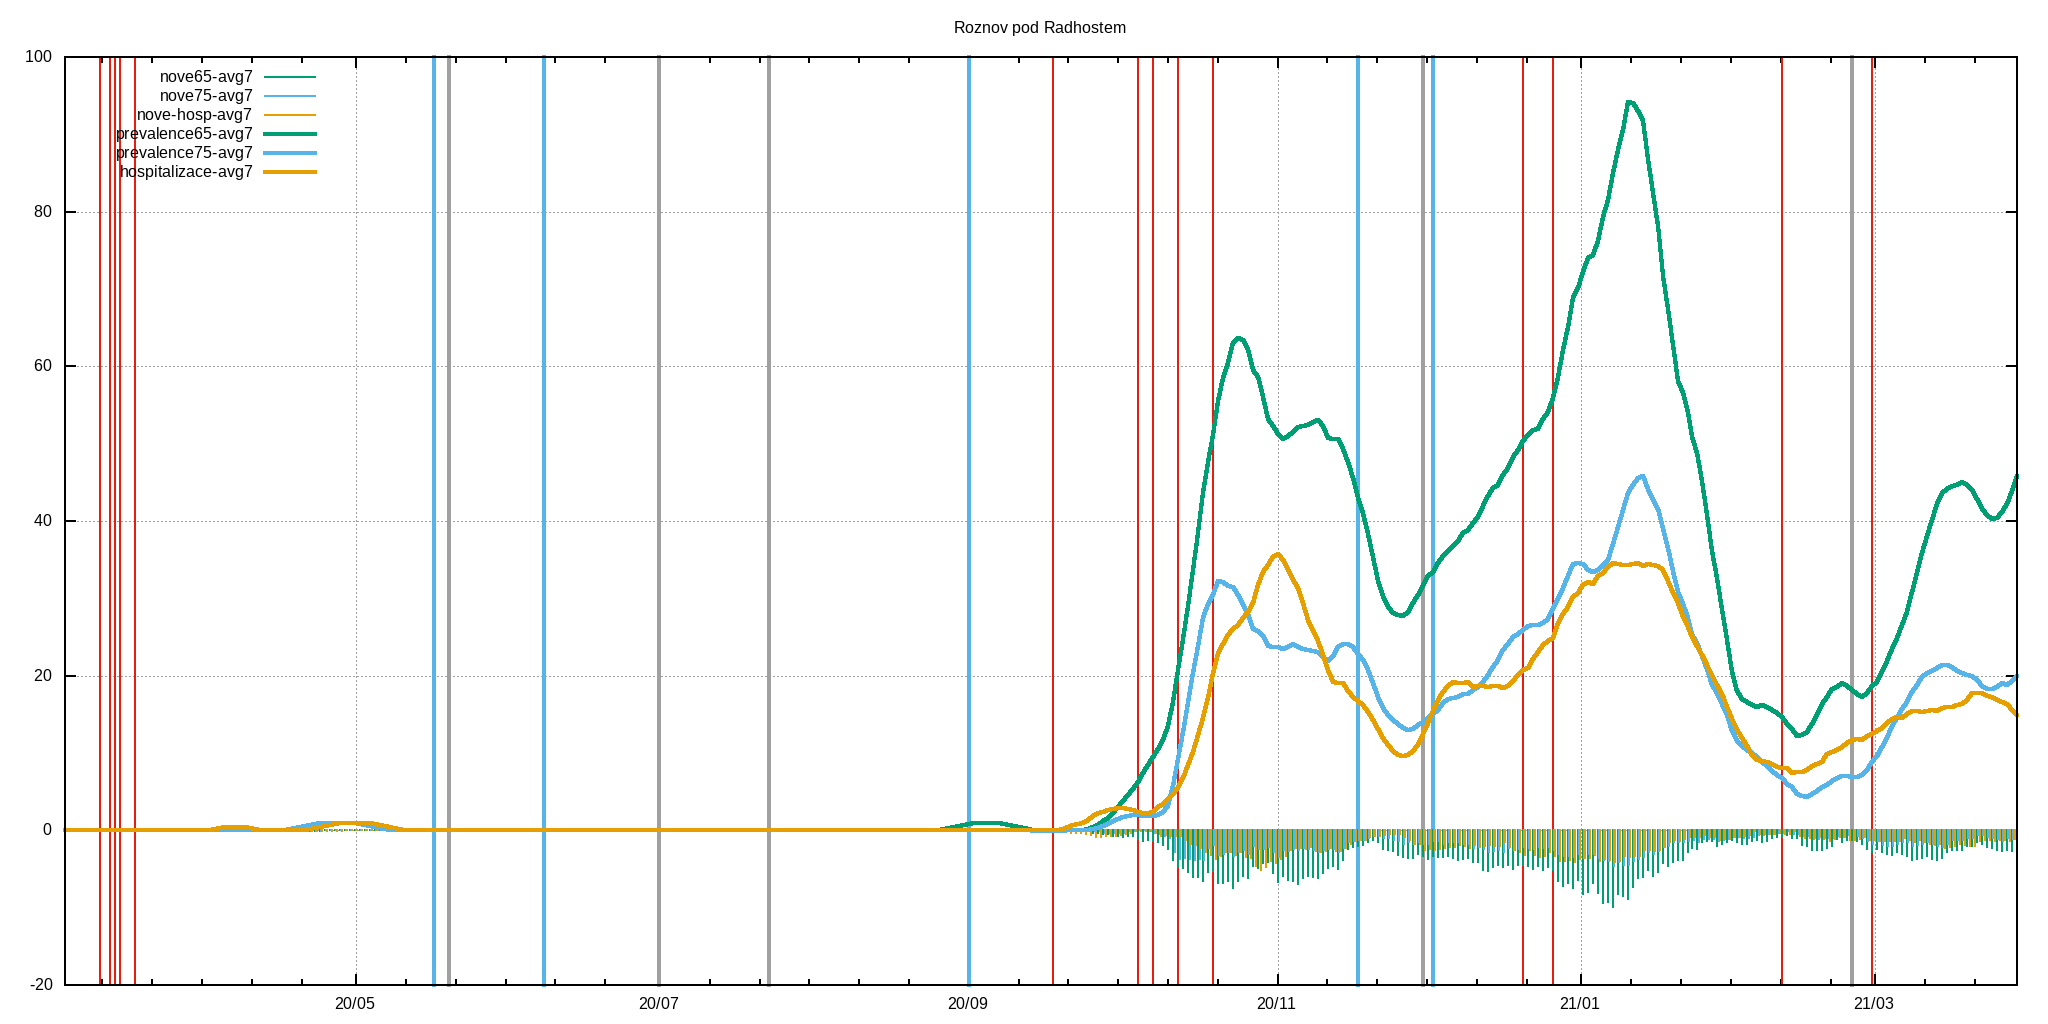 Roznov pod Radhostem
100
80
60
40
20
0
-20
nove65-avg7
nove75-avg7
nove-hosp-avg7
prevalence65-avg7
prevalence75-avg7
hospitalizace-avg7
20/05 20/07 20/09 20/11 21/01 21/03